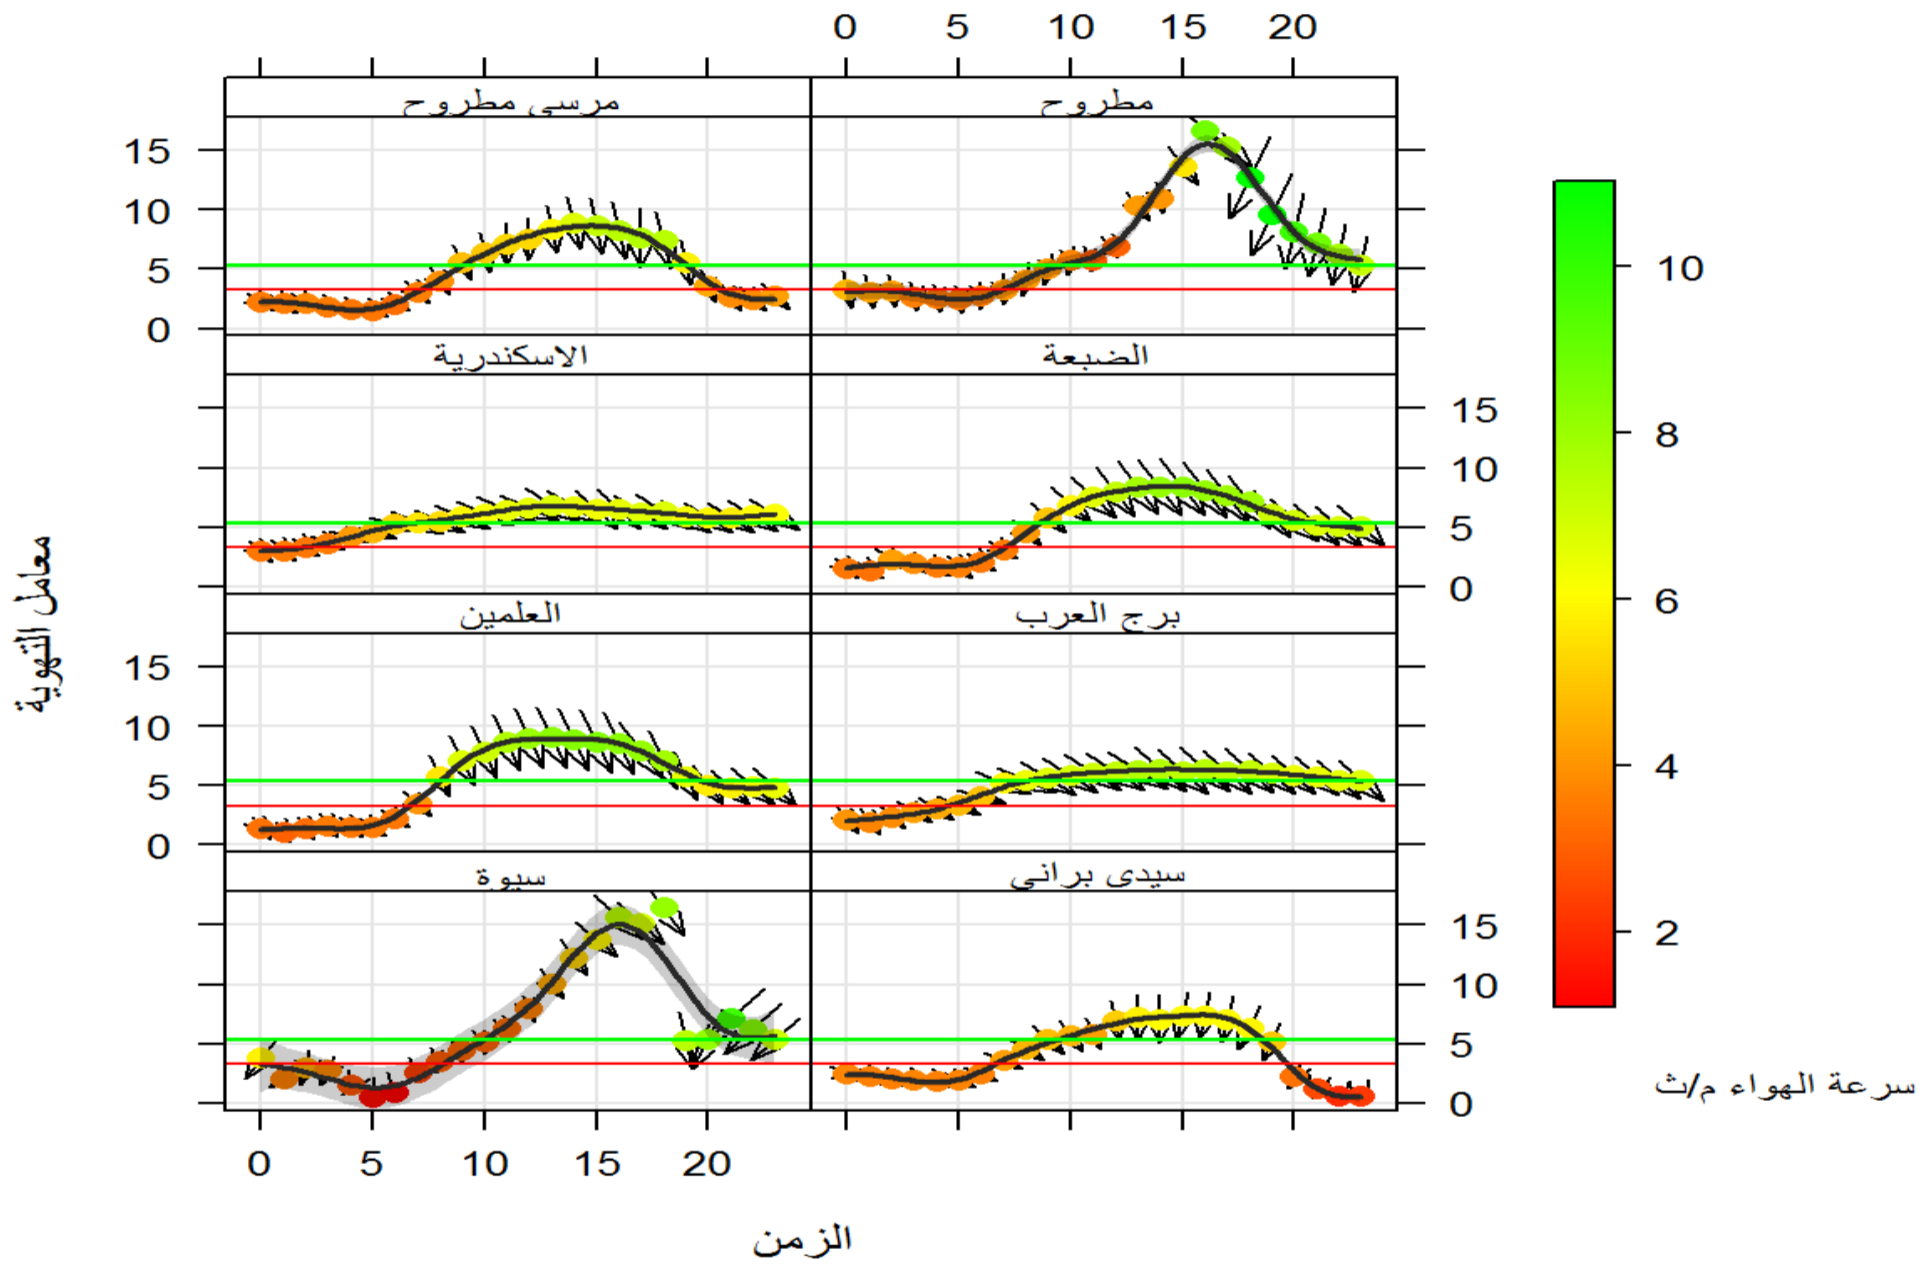 0 5 10 15 20
مرسى مطروح
مطروح
15
10
5
0
الاسكندرية
الضبعة
15
10
5
0
العلمين
برج العرب
15
10
5
0
سيوة
سيدى برانى
15
10
5
0
0 5 10 15 20
الزمن
معامل التهوية
10
8
6
4
2
سرعة الهواء م/ث